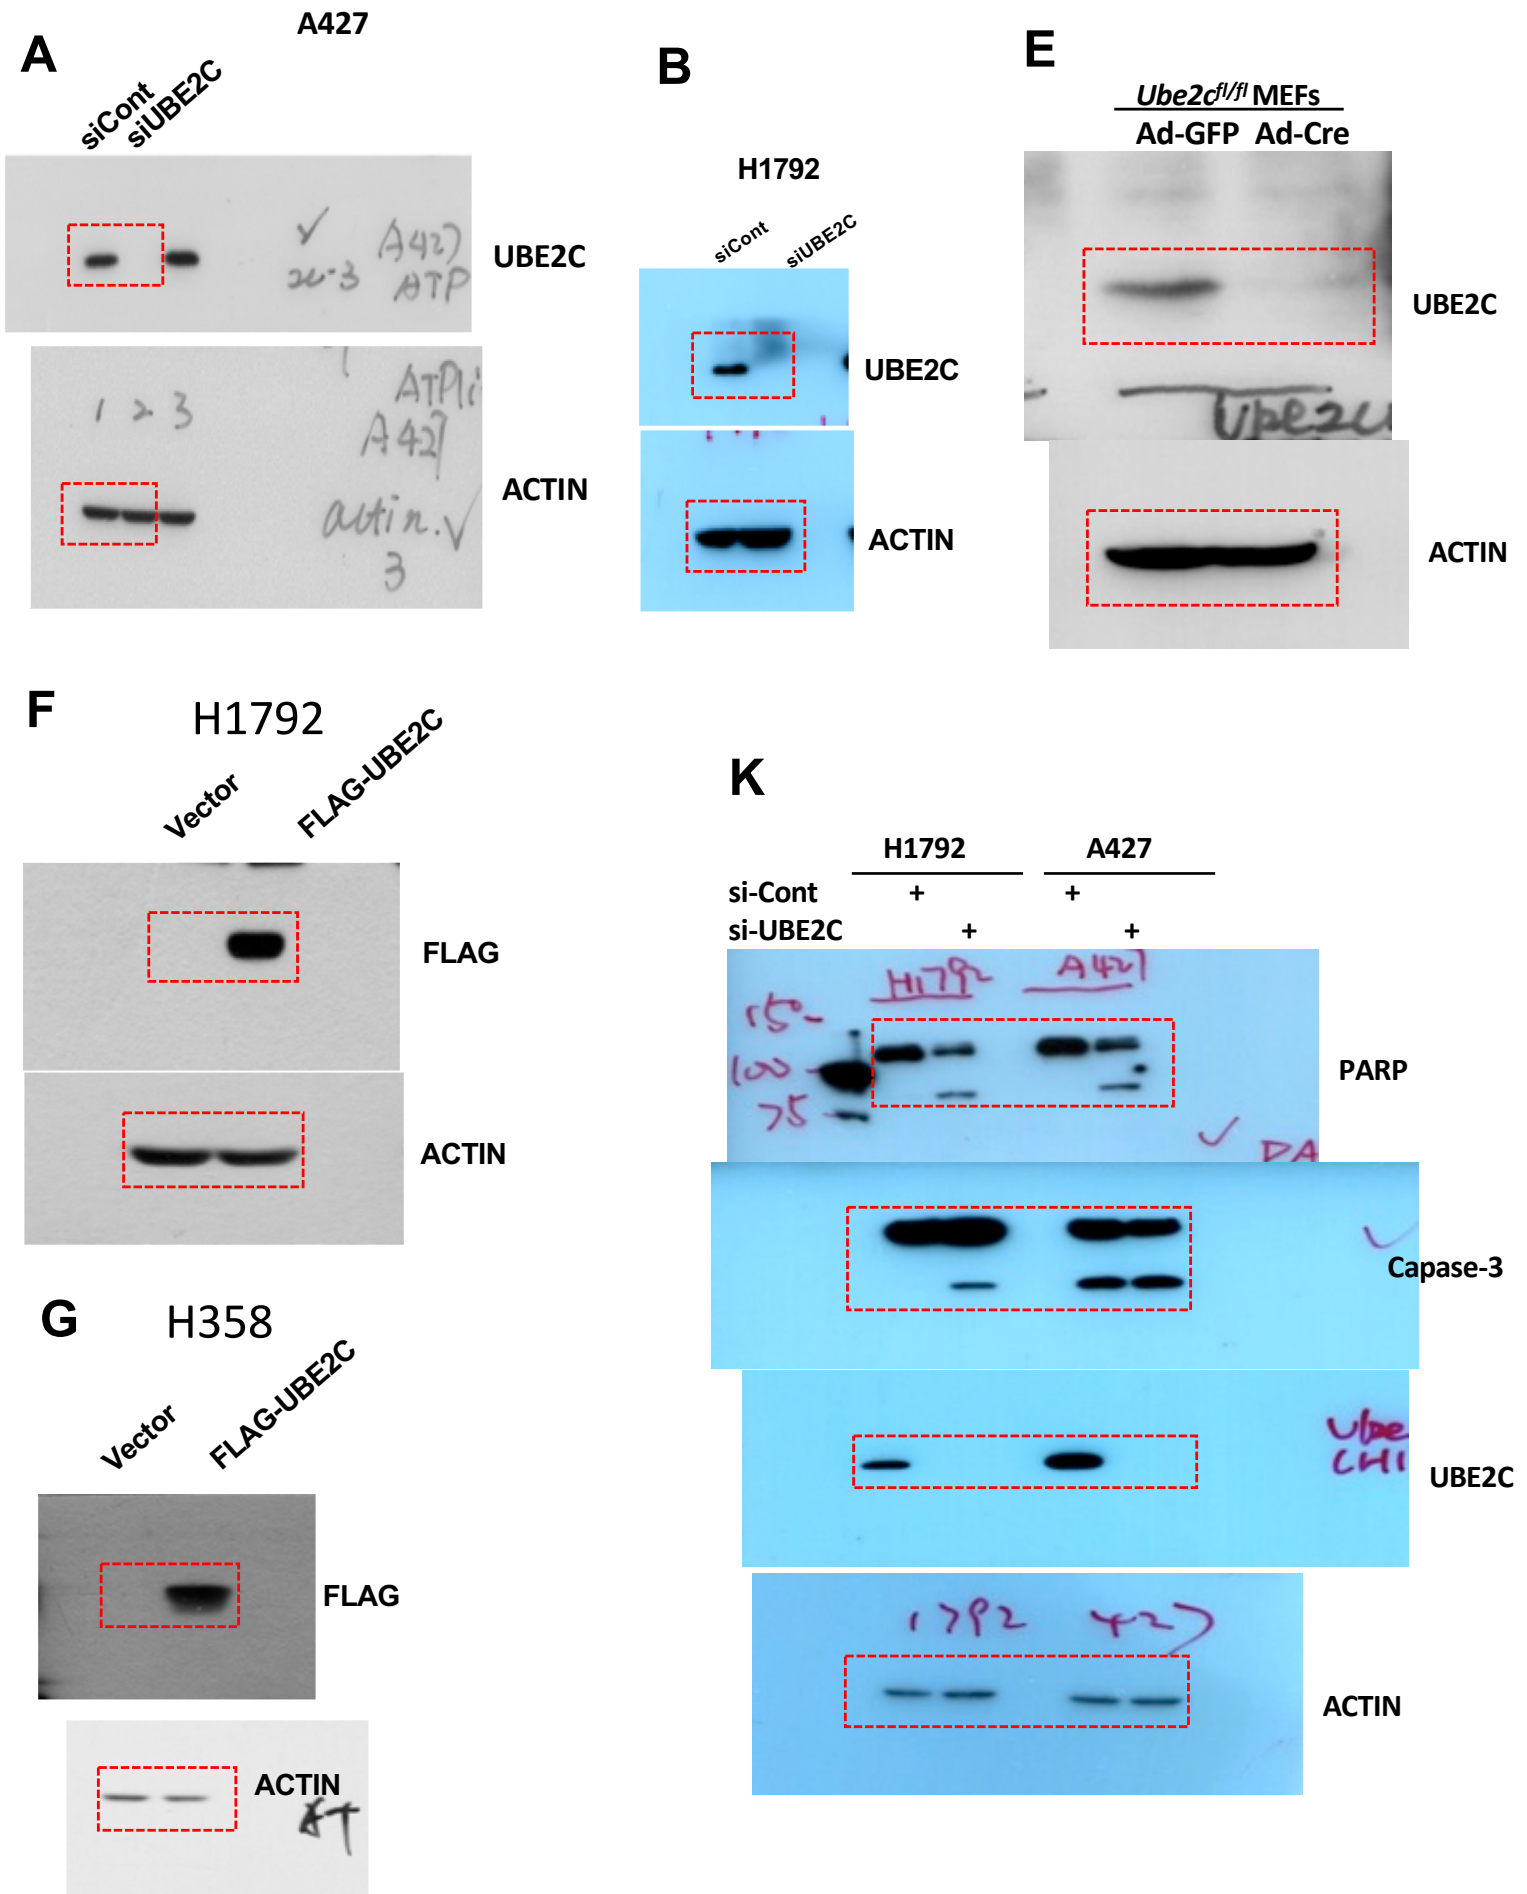 A
A427
siCont
siUBE2C
A427
ATP
UBE2C
1 2 3
A427
actin. ✓
3
ACTIN
B
H1792
siCont
siUBE2C
UBE2C
ACTIN
E
Ube2cfl/fl MEFs
Ad-GFP Ad-Cre
UBE2C
Ube2c
ACTIN
F
H1792
Vector
FLAG-UBE2C
FLAG
ACTIN
G
H358
Vector
FLAG-UBE2C
FLAG
ACTIN
K
H1792 A427
si-Cont + +
si-UBE2C + +
H1792 A427
150-
100-
75-
PARP
✓
Capase-3
Ube
UBE2C
1792 427
ACTIN